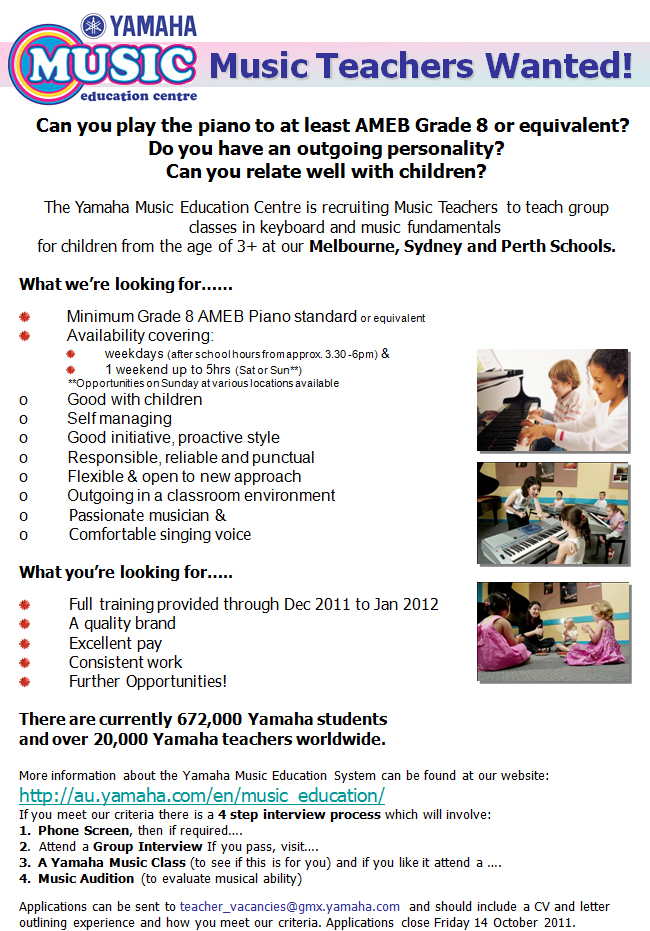 YAMAHA
MUSIC
education centre
Music Teachers Wanted!
Can you play the piano to at least AMEB Grade 8 or equivalent?
Do you have an outgoing personality?
Can you relate well with children?
The Yamaha Music Education Centre is recruiting Music Teachers to teach group
classes in keyboard and music fundamentals
for children from the age of 3+ at our Melbourne, Sydney and Perth Schools.
What we're looking for......
Minimum Grade 8 AMEB Piano standard or equivalent
Availability covering:
weekdays (after school hours from approx. 3.30-6pm) &
1 weekend up to 5hrs (Sat or Sun**)
**Opportunities on Sunday at various locations available
o Good with children
o Self managing
o Good initiative, proactive style
o Responsible, reliable and punctual
o Flexible & open to new approach
o Outgoing in a classroom environment
o Passionate musician &
o Comfortable singing voice
What you're looking for.....
Full training provided through Dec 2011 to Jan 2012
A quality brand
Excellent pay
Consistent work
Further Opportunities!
There are currently 672,000 Yamaha students
and over 20,000 Yamaha teachers worldwide.
More information about the Yamaha Music Education System can be found at our website:
http://au.yamaha.com/en/music_education/
If you meet our criteria there is a 4 step interview process which will involve:
1. Phone Screen, then if required....
2. Attend a Group Interview If you pass, visit....
3. A Yamaha Music Class (to see if this is for you) and if you like it attend a ....
4. Music Audition (to evaluate musical ability)
Applications can be sent to teacher_vacancies@gmx.yamaha.com and should include a CV and letter
outlining experience and how you meet our criteria. Applications close Friday 14 October 2011.